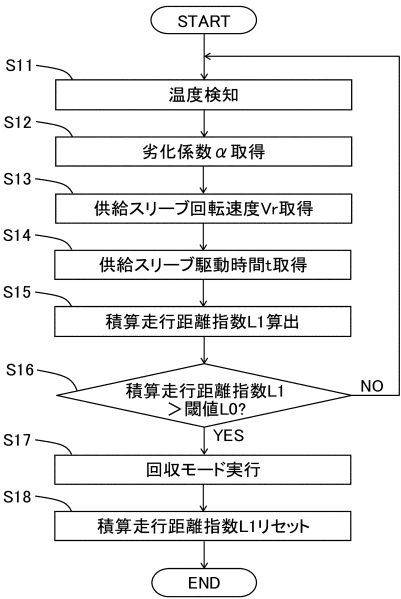 START
S11
温度検知
S12
劣化係数α取得
S13
供給スリーブ回転速度Vr取得
S14
供給スリーブ駆動時間t取得
S15
積算走行距離指数L1算出
S16
積算走行距離指数L1
＞閾値L0?
NO
YES
S17
回収モード実行
S18
積算走行距離指数L1リセット
END